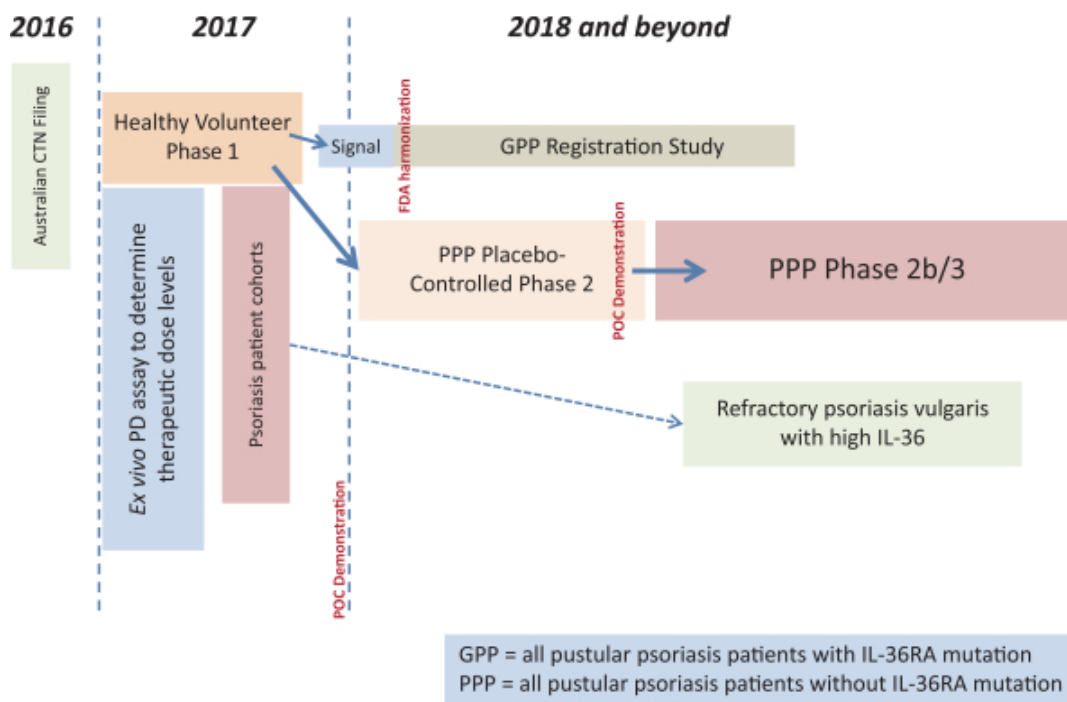 2016
2017
2018 and beyond
Australian CTN Filing
Healthy Volunteer
Phase 1
Signal
FDA harmonization
GPP Registration Study
Ex vivo PD assay to determine
therapeutic dose levels
Psoriasis patient cohorts
PPP Placebo-
Controlled Phase 2
POC Demonstration
PPP Phase 2b/3
Refractory psoriasis vulgaris
with high IL-36
POC Demonstration
GPP = all pustular psoriasis patients with IL-36RA mutation
PPP = all pustular psoriasis patients without IL-36RA mutation